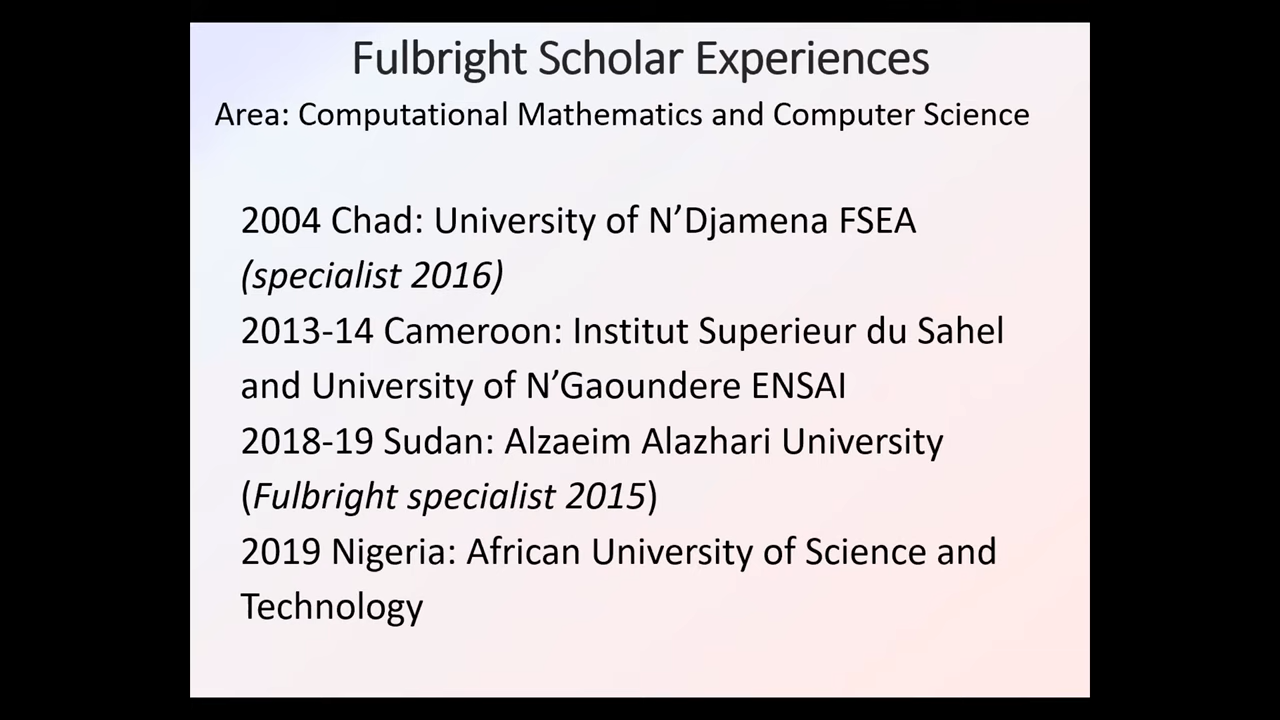 Fulbright Scholar Experiences
Area: Computational Mathematics and Computer Science
2004 Chad: University of N’Djamena FSEA
(specialist 2016)
2013-14 Cameroon: Institut Superieur du Sahel
and University of N’Gaoundere ENSAI
2018-19 Sudan: Alzaeim Alazhari University
(Fulbright specialist 2015)
2019 Nigeria: African University of Science and
Technology